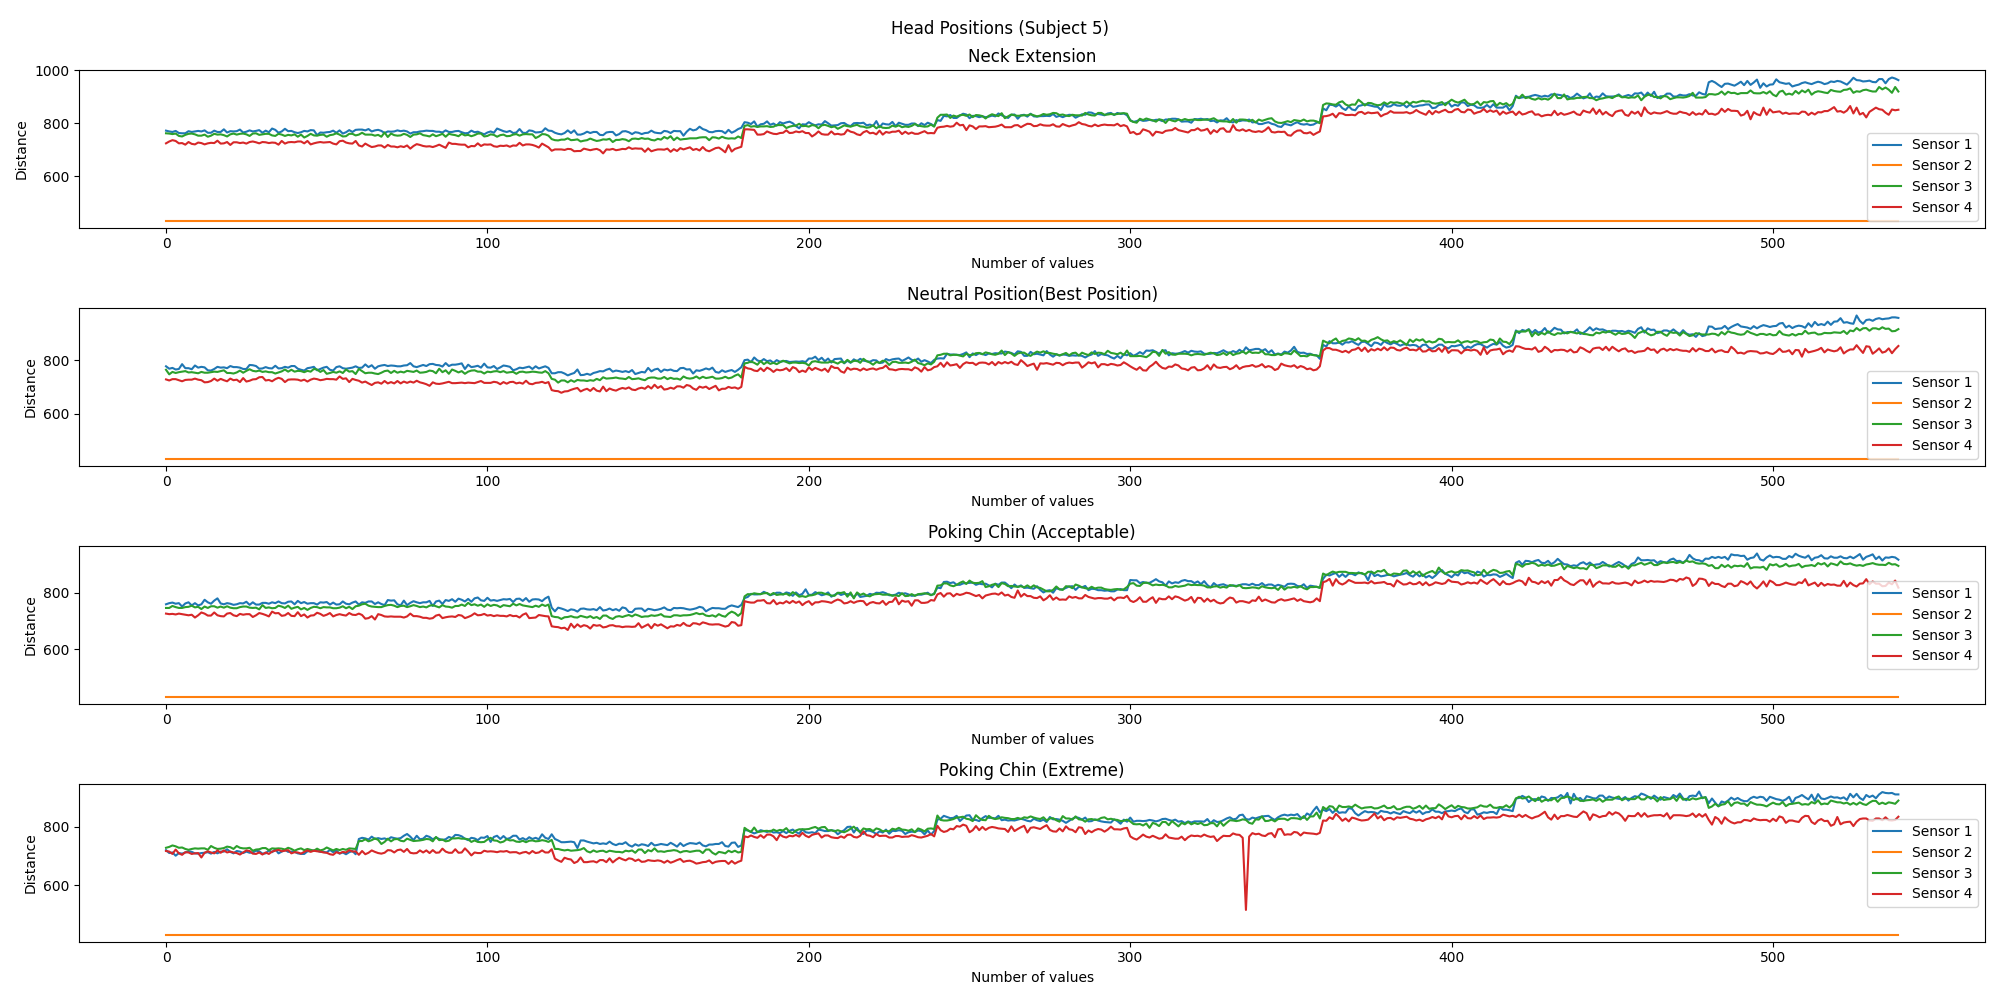 Head Positions (Subject 5)
Neck Extension
1000
800
600
Distance
Sensor 1
Sensor 2
Sensor 3
Sensor 4
0 100 200 300 400 500
Number of values
Neutral Position(Best Position)
800
600
Distance
Sensor 1
Sensor 2
Sensor 3
Sensor 4
0 100 200 300 400 500
Number of values
Poking Chin (Acceptable)
800
600
Distance
Sensor 1
Sensor 2
Sensor 3
Sensor 4
0 100 200 300 400 500
Number of values
Poking Chin (Extreme)
800
600
Distance
Sensor 1
Sensor 2
Sensor 3
Sensor 4
0 100 200 300 400 500
Number of values